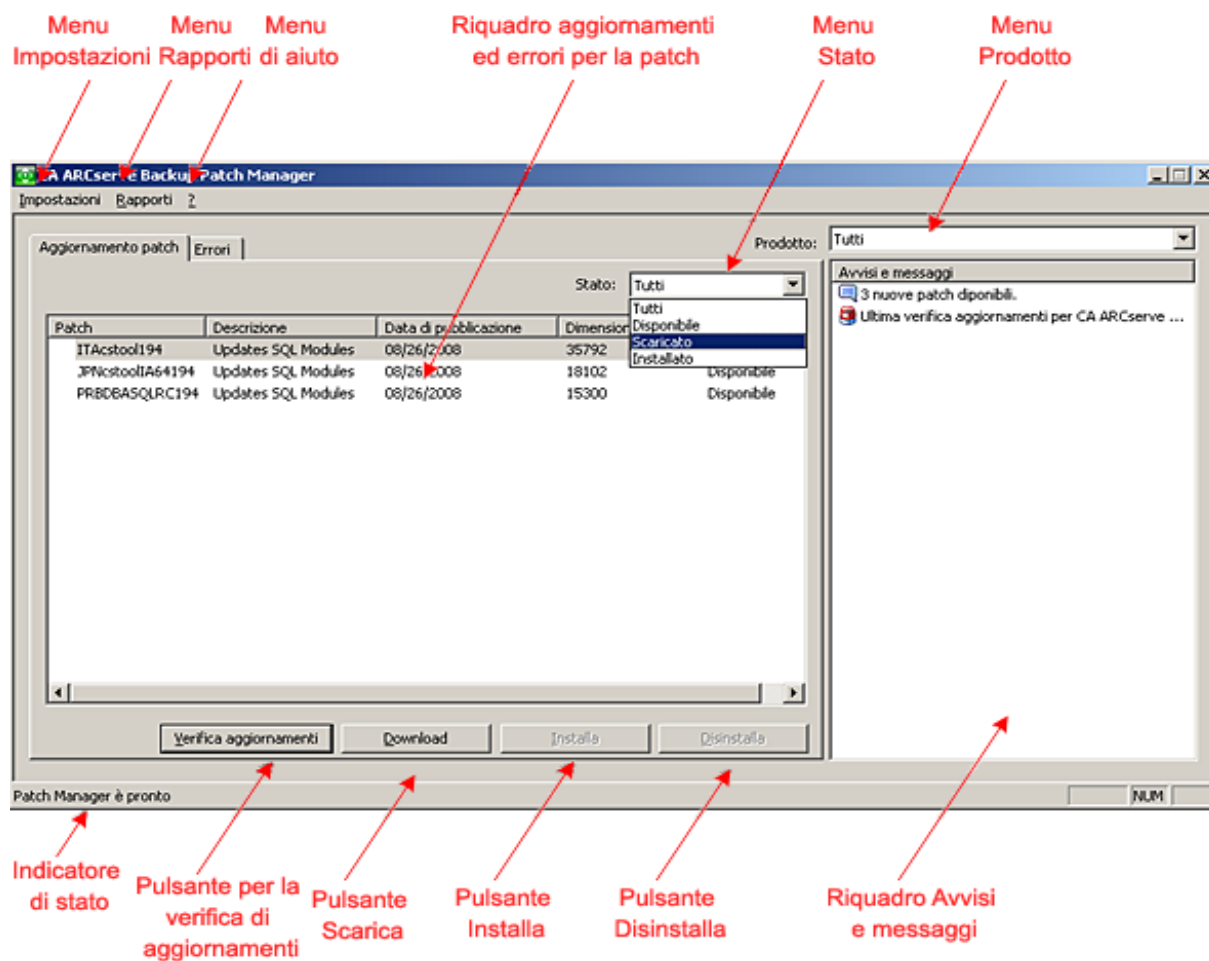 Menu
Impostazioni
Menu
Rapporti
Menu
di aiuto
Riquadro aggiornamenti
ed errori per la patch
Menu
Stato
Menu
Prodotto
CA ARCserve Backup Patch Manager
Impostazioni Rapporti ?
Aggiornamento patch Errori
Prodotto: Tutti
Stato: Tutti
Tutti
Disponibile
Scaricato
Installato
Patch Descrizione Data di pubblicazione Dimension
ITAcstool194 Updates SQL Modules 08/26/2008 35792
JPNcstoolIA64194 Updates SQL Modules 08/26/2008 18102 Disponibile
PRBDBASQLRC194 Updates SQL Modules 08/26/2008 15300 Disponibile
Avvisi e messaggi
3 nuove patch diponibili.
Ultima verifica aggiornamenti per CA ARCserve ...
Verifica aggiornamenti Download Installa Disinstalla
Patch Manager è pronto
NUM
Indicatore
di stato
Pulsante per la
verifica di
aggiornamenti
Pulsante
Scarica
Pulsante
Installa
Pulsante
Disinstalla
Riquadro Avvisi
e messaggi